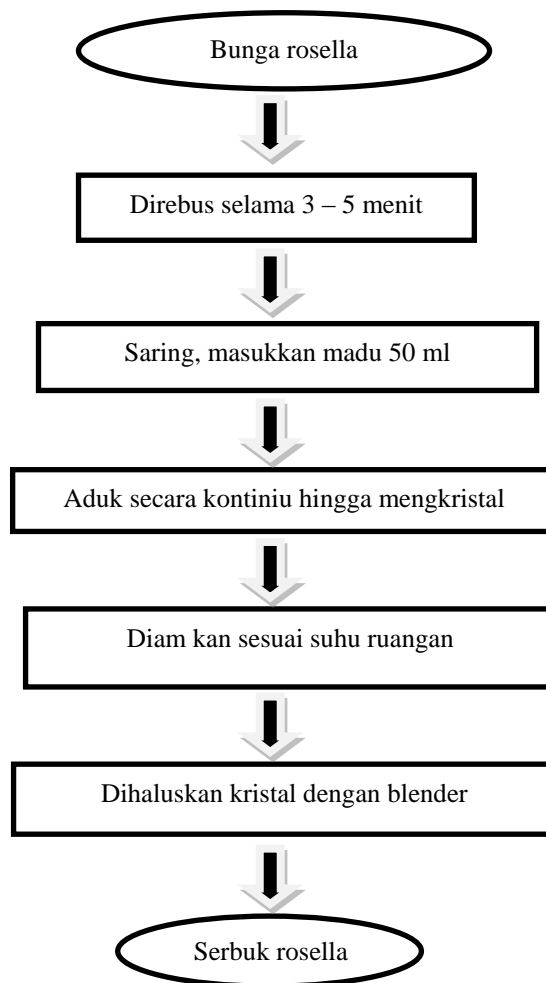 Bunga rosella
Direbus selama 3 – 5 menit
Saring, masukkan madu 50 ml
Aduk secara kontiniu hingga mengkristal
Diam kan sesuai suhu ruangan
Dihaluskan kristal dengan blender
Serbuk rosella